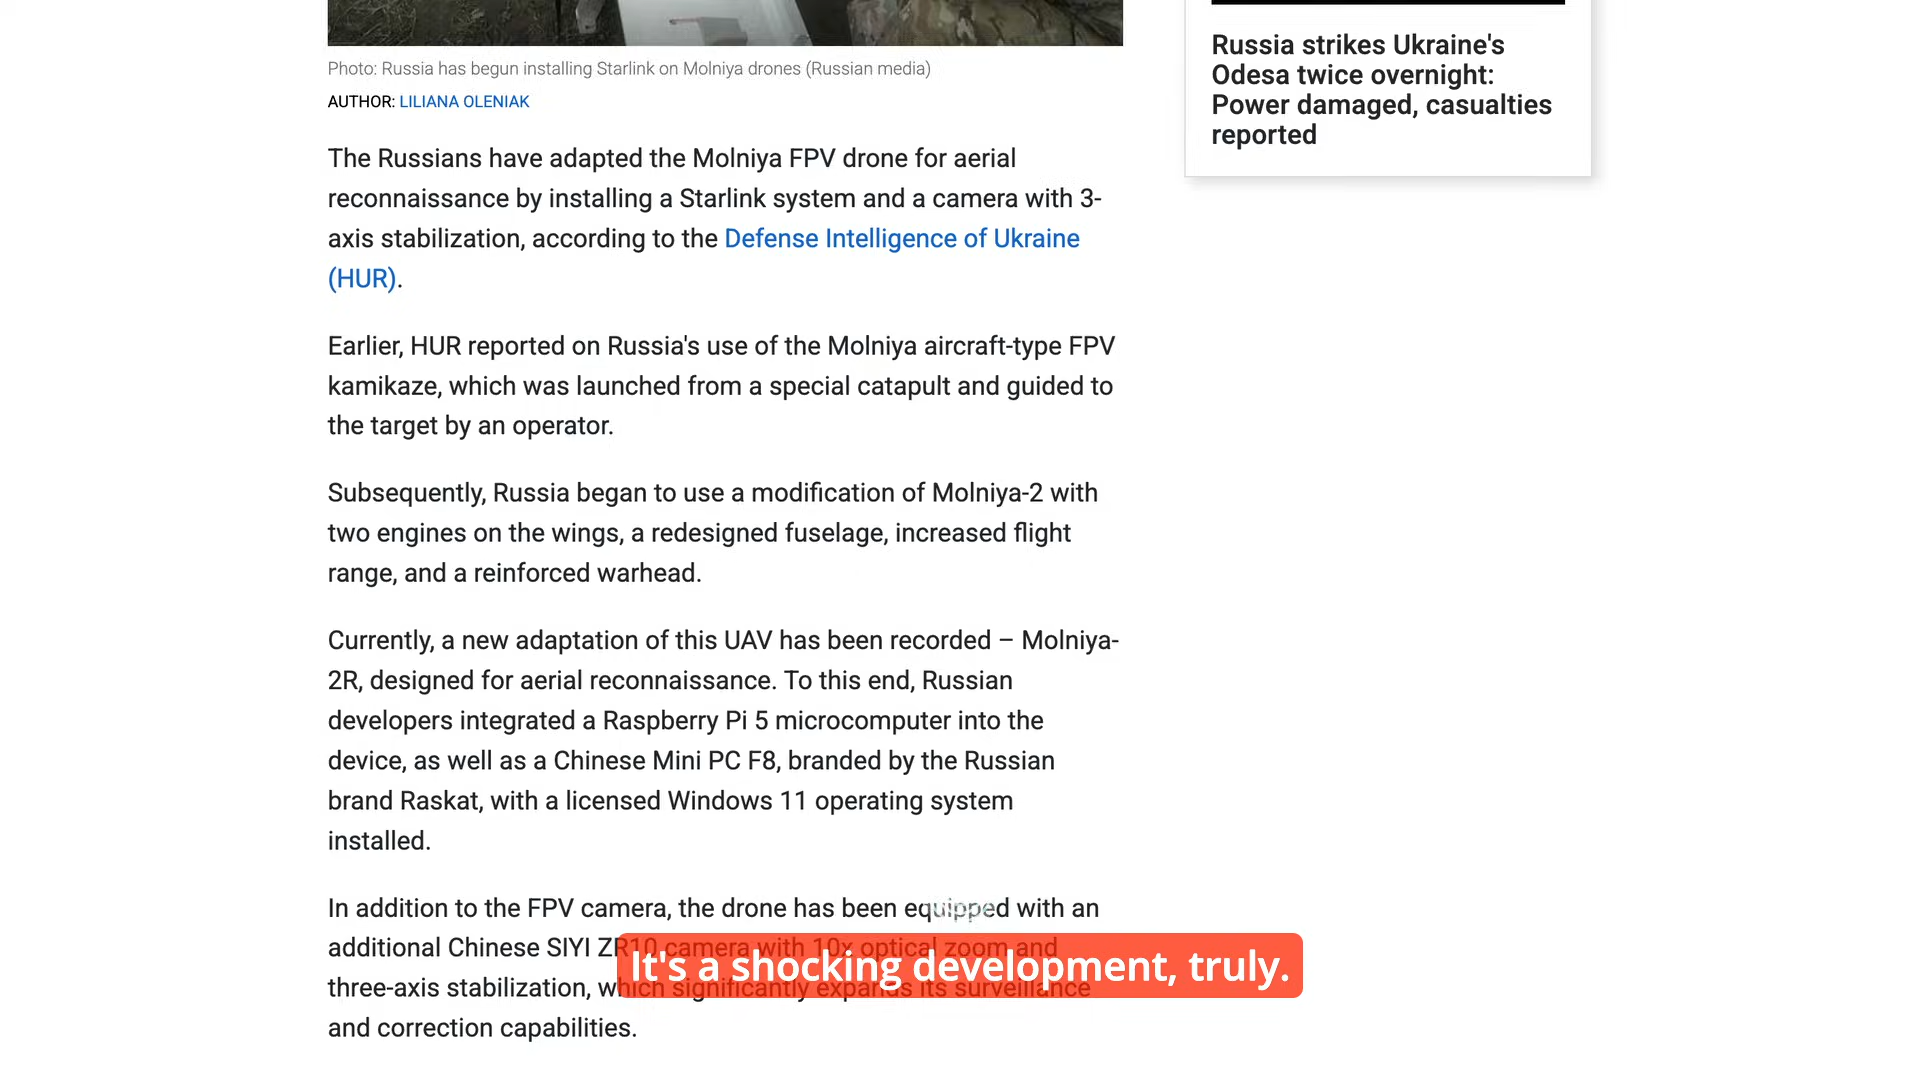 Photo: Russia has begun installing Starlink on Molniya drones (Russian media)
AUTHOR: LILIANA OLENIAK
The Russians have adapted the Molniya FPV drone for aerial
reconnaissance by installing a Starlink system and a camera with 3-
axis stabilization, according to the Defense Intelligence of Ukraine
(HUR).
Earlier, HUR reported on Russia's use of the Molniya aircraft-type FPV
kamikaze, which was launched from a special catapult and guided to
the target by an operator.
Subsequently, Russia began to use a modification of Molniya-2 with
two engines on the wings, a redesigned fuselage, increased flight
range, and a reinforced warhead.
Currently, a new adaptation of this UAV has been recorded – Molniya-
2R, designed for aerial reconnaissance. To this end, Russian
developers integrated a Raspberry Pi 5 microcomputer into the
device, as well as a Chinese Mini PC F8, branded by the Russian
brand Raskat, with a licensed Windows 11 operating system
installed.
In addition to the FPV camera, the drone has been equipped with an
additional Chinese SIYI ZR10 camera with 10x optical zoom and
three-axis stabilization, which significantly expands its surveillance
and correction capabilities.
It's a shocking development, truly.
Russia strikes Ukraine's
Odesa twice overnight:
Power damaged, casualties
reported